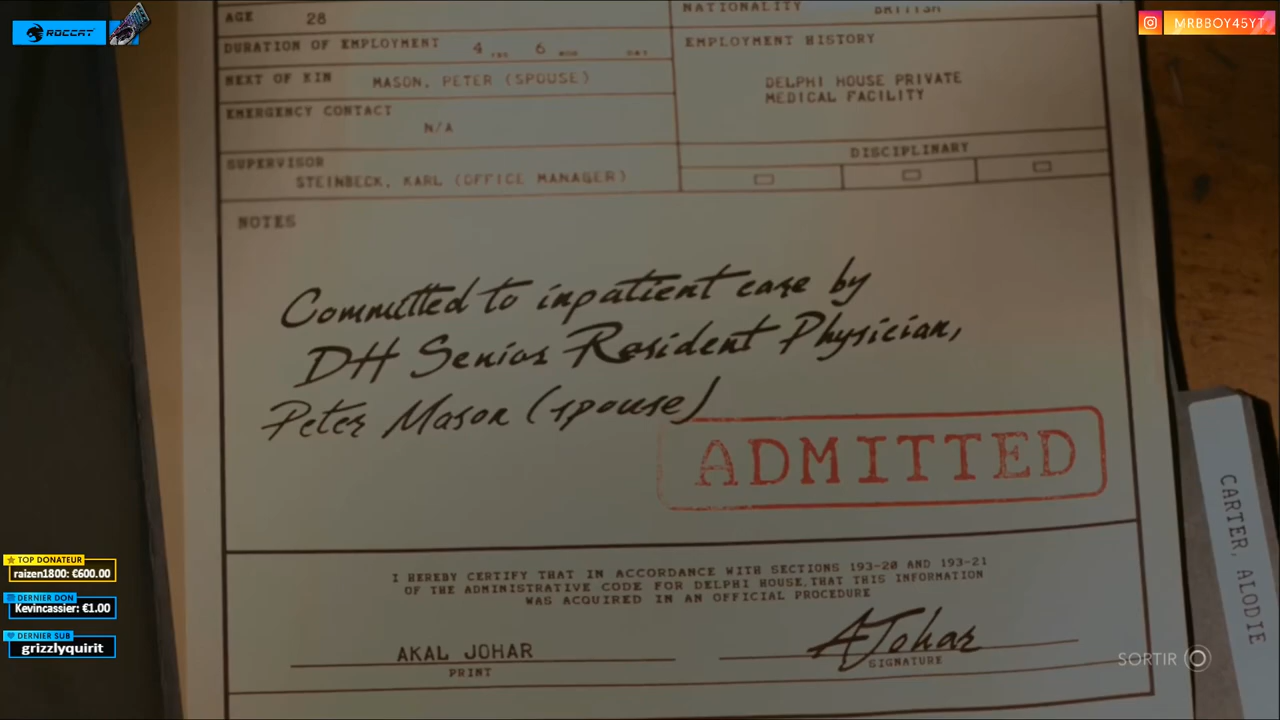 ROCCAT
MRBBOY45YT
AGE 28
NATIONALITY BRITISH
DURATION OF EMPLOYMENT 4 YRS 6 MON DAY
EMPLOYMENT HISTORY
DELPHI HOUSE PRIVATE
MEDICAL FACILITY
NEXT OF KIN MASON, PETER (SPOUSE)
EMERGENCY CONTACT
N/A
SUPERVISOR
STEINBECK, KARL (OFFICE MANAGER)
DISCIPLINARY
NOTES
Committed to inpatient care by
DH Senior Resident Physician,
Peter Mason (spouse)
ADMITTED
CARTER, ALODIE
I HEREBY CERTIFY THAT IN ACCORDANCE WITH SECTIONS 193-20 AND 193-21
OF THE ADMINISTRATIVE CODE FOR DELPHI HOUSE, THAT THIS INFORMATION
WAS ACQUIRED IN AN OFFICIAL PROCEDURE
AKAL JOHAR
PRINT
AJohar
SIGNATURE
TOP DONATEUR
raizen1800: €600.00
DERNIER DON
Kevincassier: €1.00
DERNIER SUB
grizzlyquirit
SORTIR